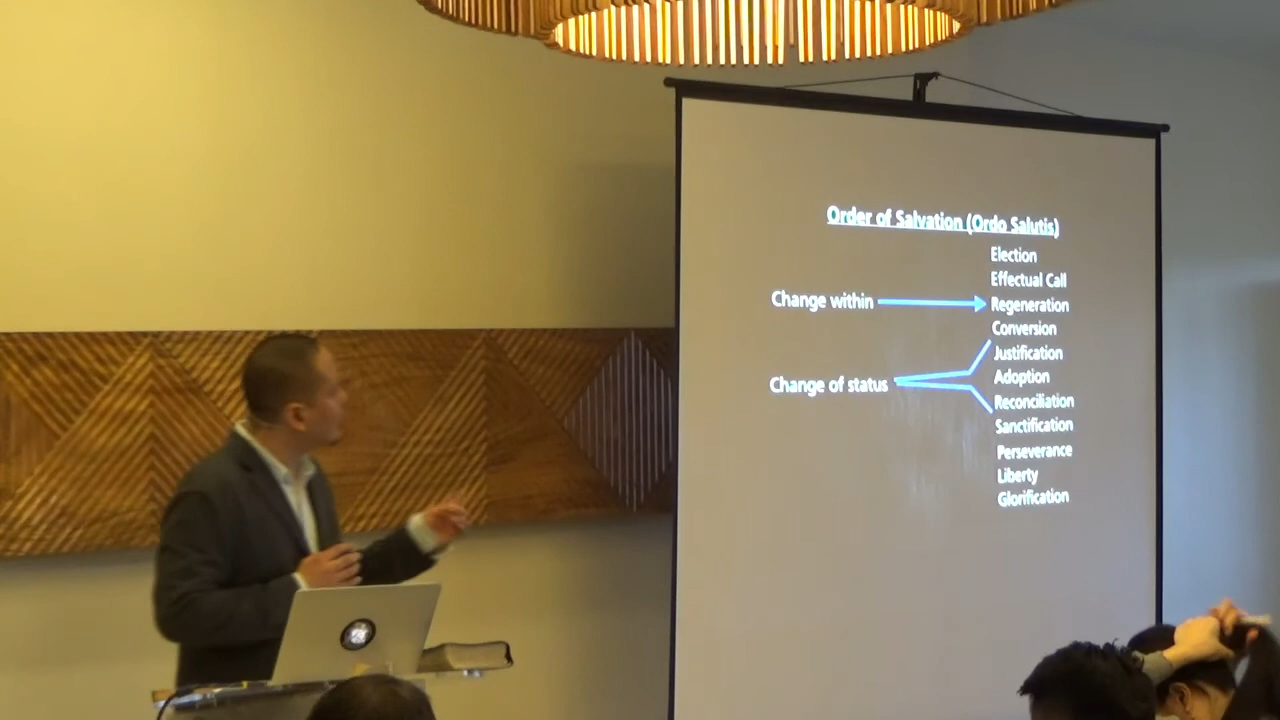 Order of Salvation (Ordo Salutis)
Election
Effectual Call
Change within
Regeneration
Conversion
Justification
Adoption
Change of status
Reconciliation
Sanctification
Perseverance
Liberty
Glorification